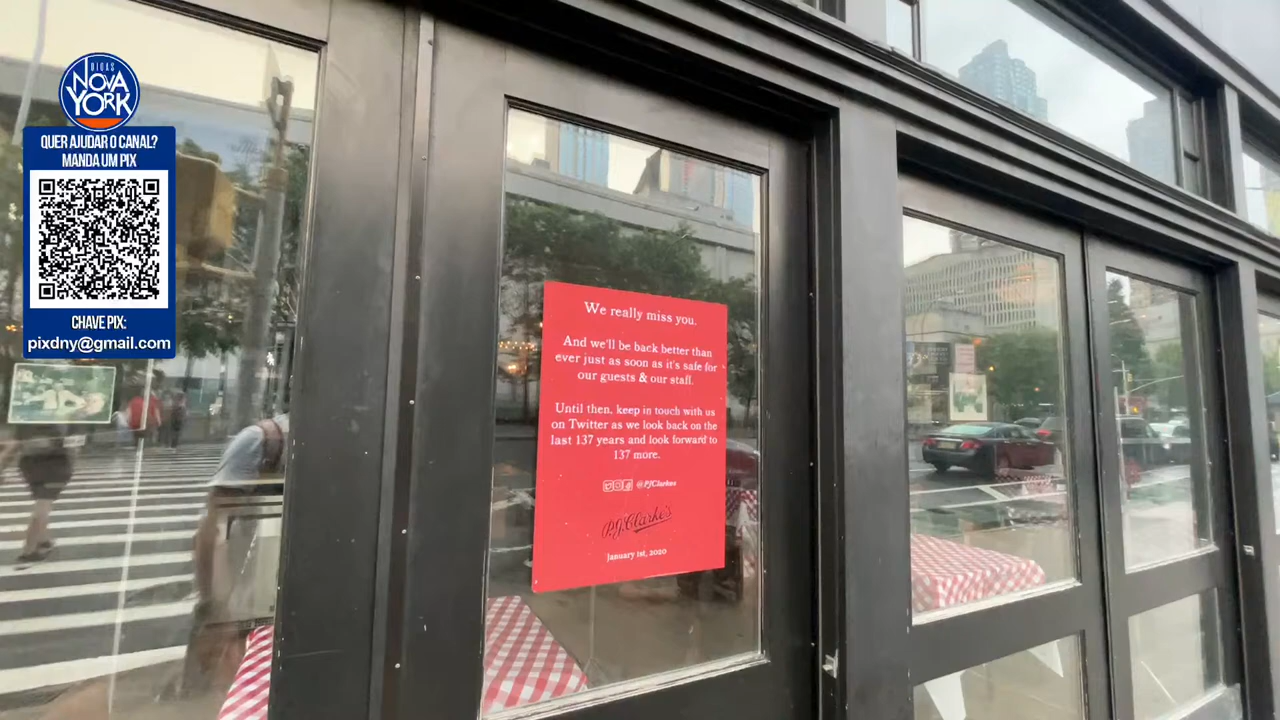 DICAS
NOVA
YORK
QUER AJUDAR O CANAL?
MANDA UM PIX
CHAVE PIX:
pixdny@gmail.com
We really miss you.
And we'll be back better than
ever just as soon as it's safe for
our guests & our staff.
Until then, keep in touch with us
on Twitter as we look back on the
last 137 years and look forward to
137 more.
@PJClarkes
P.J. Clarke's
January 1st, 2020